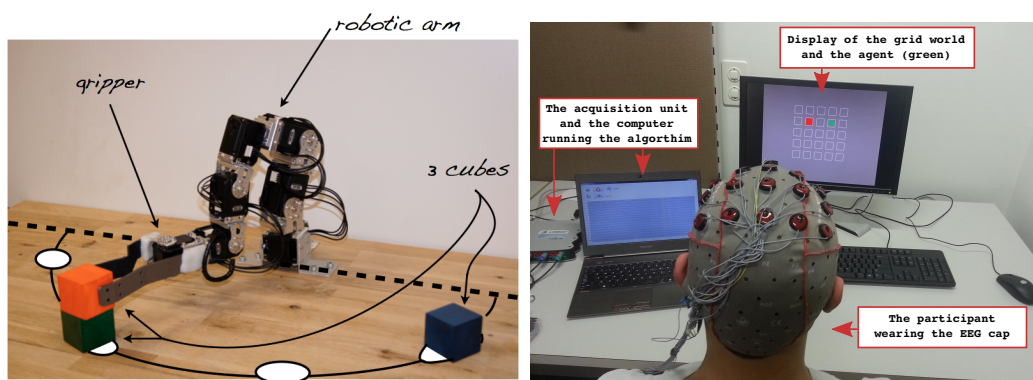 robotic arm
gripper
3 cubes
Display of the grid world
and the agent (green)
The acquisition unit
and the computer
running the algorthim
The participant
wearing the EEG cap